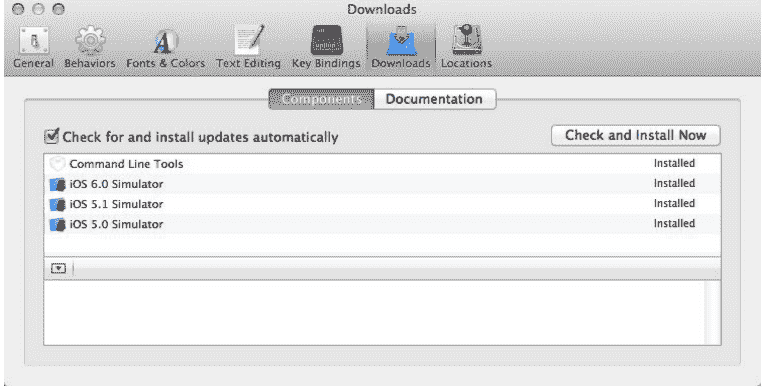 Downloads
General Behaviors Fonts & Colors Text Editing Key Bindings Downloads Locations
Components Documentation
Check for and install updates automatically Check and Install Now
Command Line Tools Installed
iOS 6.0 Simulator Installed
iOS 5.1 Simulator Installed
iOS 5.0 Simulator Installed